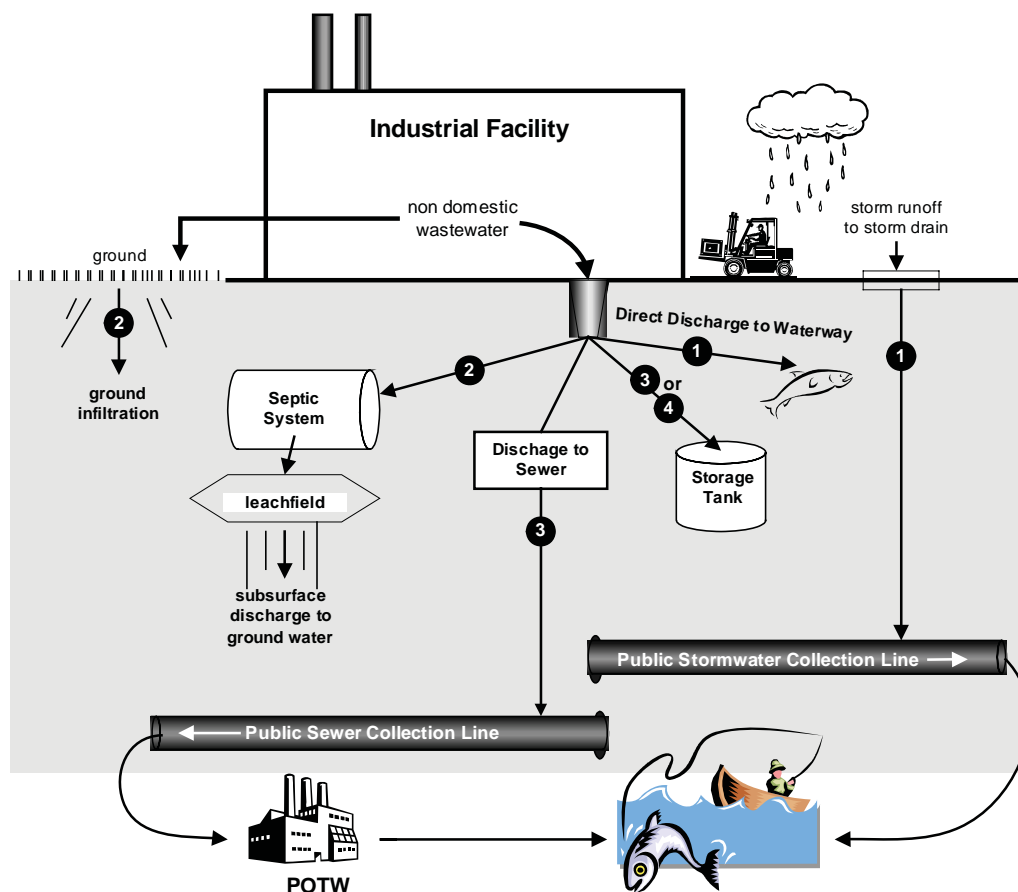 Industrial Facility
non domestic
wastewater
storm runoff
to storm drain
ground
2
ground
infiltration
Direct Discharge to Waterway
1
1
2
3 or
4
Septic
System
Dischage to
Sewer
Storage
Tank
leachfield
3
subsurface
discharge to
ground water
Public Stormwater Collection Line
Public Sewer Collection Line
POTW